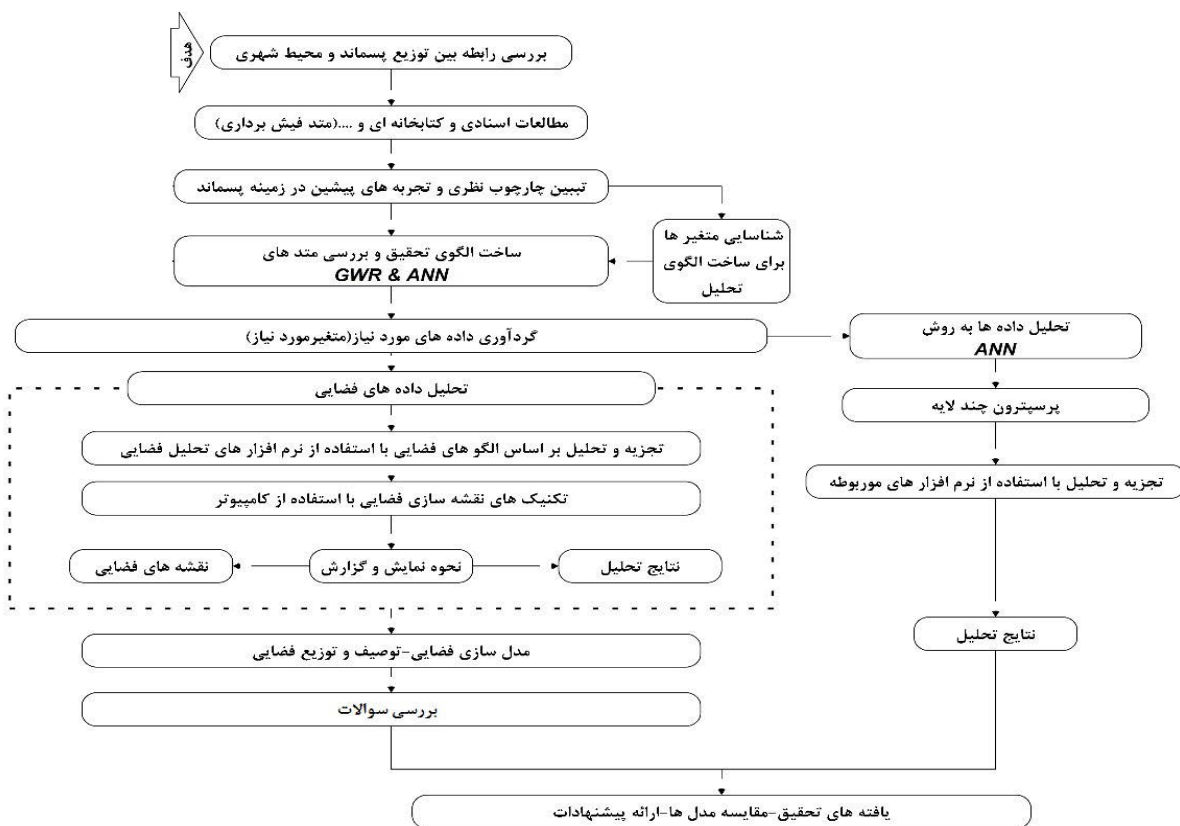 هدف
بررسی رابطه بین توزیع پسماند و محیط شهری
مطالعات اسنادی و کتابخانه ای و ....(متد فیش برداری)
تبیین چارچوب نظری و تجربه های پیشین در زمینه پسماند
شناسایی متغیر ها
برای ساخت الگوی
تحلیل
ساخت الگوی تحقیق و بررسی متد های
GWR & ANN
گردآوری داده های مورد نیاز(متغیرمورد نیاز)
تحلیل داده ها به روش
ANN
تحلیل داده های فضایی
پرسپترون چند لایه
تجزیه و تحلیل بر اساس الگو های فضایی با استفاده از نرم افزار های تحلیل فضایی
تجزیه و تحلیل با استفاده از نرم افزار های موربوطه
تکنیک های نقشه سازی فضایی با استفاده از کامپیوتر
نتایج تحلیل
نحوه نمایش و گزارش
نقشه های فضایی
نتایج تحلیل
مدل سازی فضایی-توصیف و توزیع فضایی
بررسی سوالات
یافته های تحقیق-مقایسه مدل ها-ارائه پیشنهادات